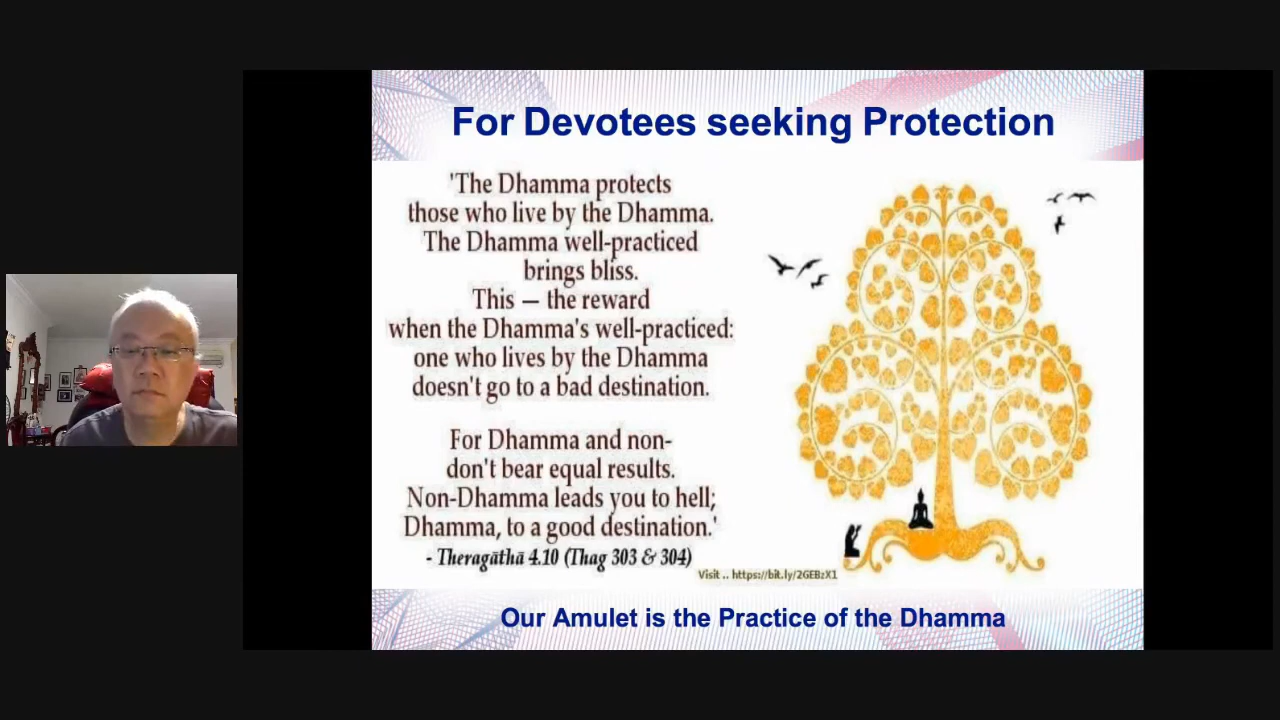 For Devotees seeking Protection
'The Dhamma protects
those who live by the Dhamma.
The Dhamma well-practiced
brings bliss.
This — the reward
when the Dhamma's well-practiced:
one who lives by the Dhamma
doesn't go to a bad destination.
For Dhamma and non-
don't bear equal results.
Non-Dhamma leads you to hell;
Dhamma, to a good destination.'
- Theragāthā 4.10 (Thag 303 & 304)
Visit .. https://bit.ly/2GEBzX1
Our Amulet is the Practice of the Dhamma